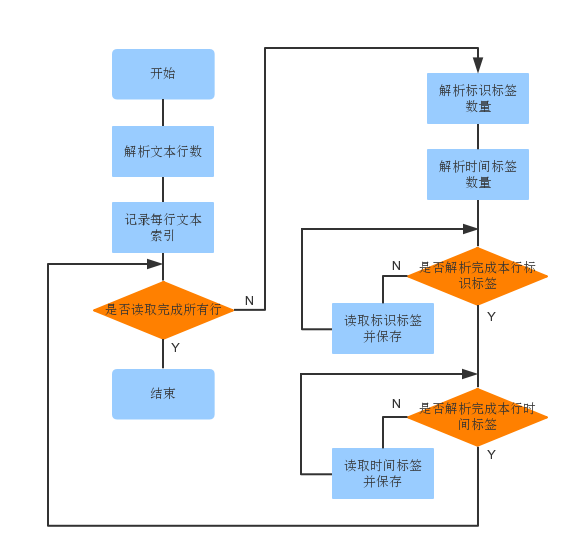 开始
解析文本行数
记录每行文本
索引
是否读取完成所有行
N
Y
结束
解析标识标签
数量
解析时间标签
数量
是否解析完成本行标
识标签
N
Y
读取标识标签
并保存
是否解析完成本行时
间标签
N
Y
读取时间标签
并保存